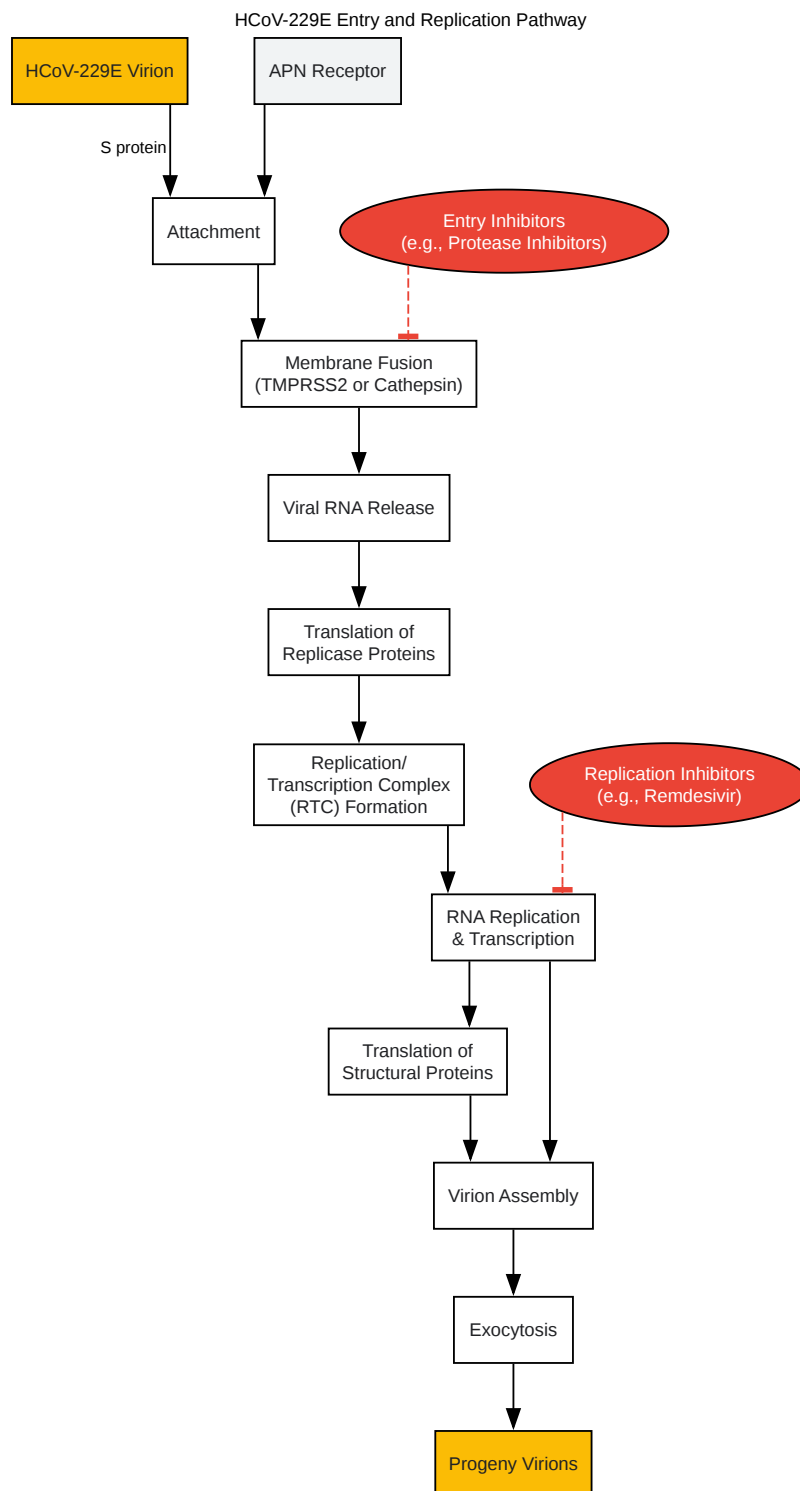 HCoV-229E Entry and Replication Pathway
HCoV-229E Virion
APN Receptor
S protein
Attachment
Entry Inhibitors
(e.g., Protease Inhibitors)
Membrane Fusion
(TMPRSS2 or Cathepsin)
Viral RNA Release
Translation of
Replicase Proteins
Replication/
Transcription Complex
(RTC) Formation
Replication Inhibitors
(e.g., Remdesivir)
RNA Replication
& Transcription
Translation of
Structural Proteins
Virion Assembly
Exocytosis
Progeny Virions